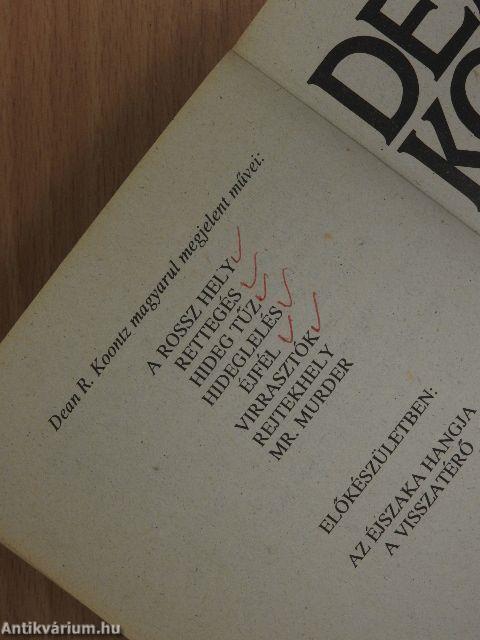 DE
KO
Dean R. Koontz magyarul megjelent művei:
A ROSSZ HELY
RETTEGÉS
HIDEG TŰZ
HIDEGLELÉS
ÉJFÉL
VIRRASZTÓK
REJTEKHELY
MR. MURDER
ELŐKÉSZÜLETBEN:
AZ ÉJSZAKA HANGJA
A VISSZATÉRŐ
Antikvárium.hu